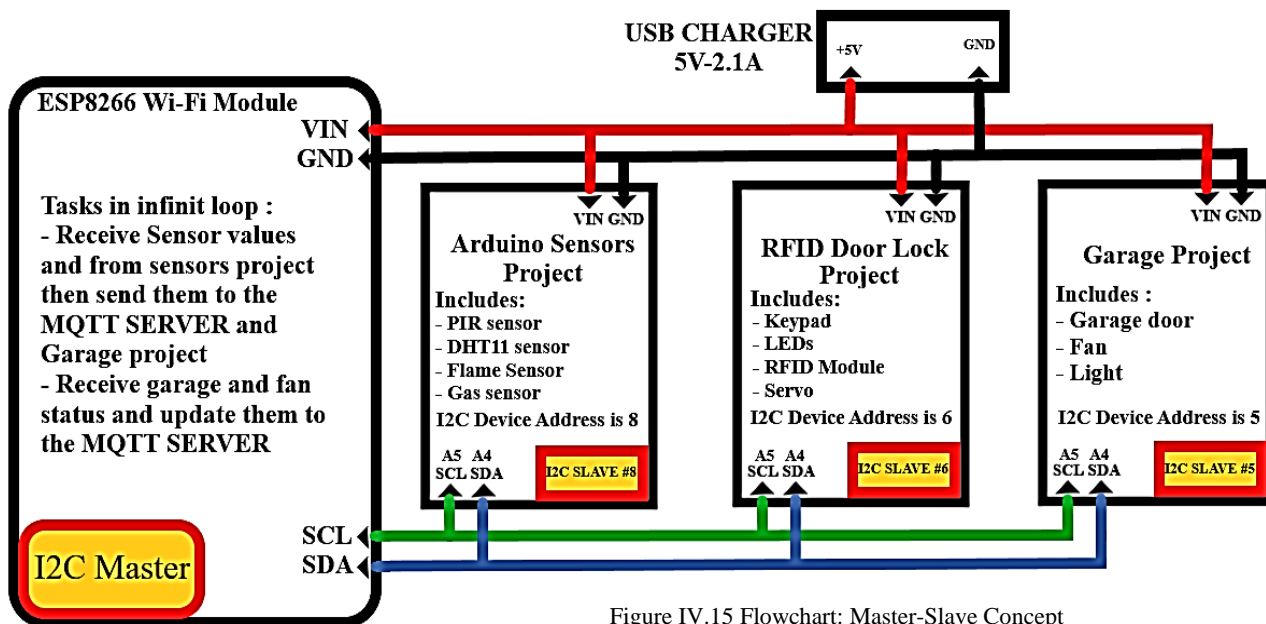 USB CHARGER
5V-2.1A
+5V
GND
ESP8266 Wi-Fi Module
VIN
GND
Tasks in infinit loop :
- Receive Sensor values
and from sensors project
then send them to the
MQTT SERVER and
Garage project
- Receive garage and fan
status and update them to
the MQTT SERVER
I2C Master
SCL
SDA
VIN GND
Arduino Sensors
Project
Includes:
- PIR sensor
- DHT11 sensor
- Flame Sensor
- Gas sensor
I2C Device Address is 8
A5 A4
SCL SDA
I2C SLAVE #8
VIN GND
RFID Door Lock
Project
Includes:
- Keypad
- LEDs
- RFID Module
- Servo
I2C Device Address is 6
A5 A4
SCL SDA
I2C SLAVE #6
VIN GND
Garage Project
Includes :
- Garage door
- Fan
- Light
I2C Device Address is 5
A5 A4
SCL SDA
I2C SLAVE #5
Figure IV.15 Flowchart: Master-Slave Concept